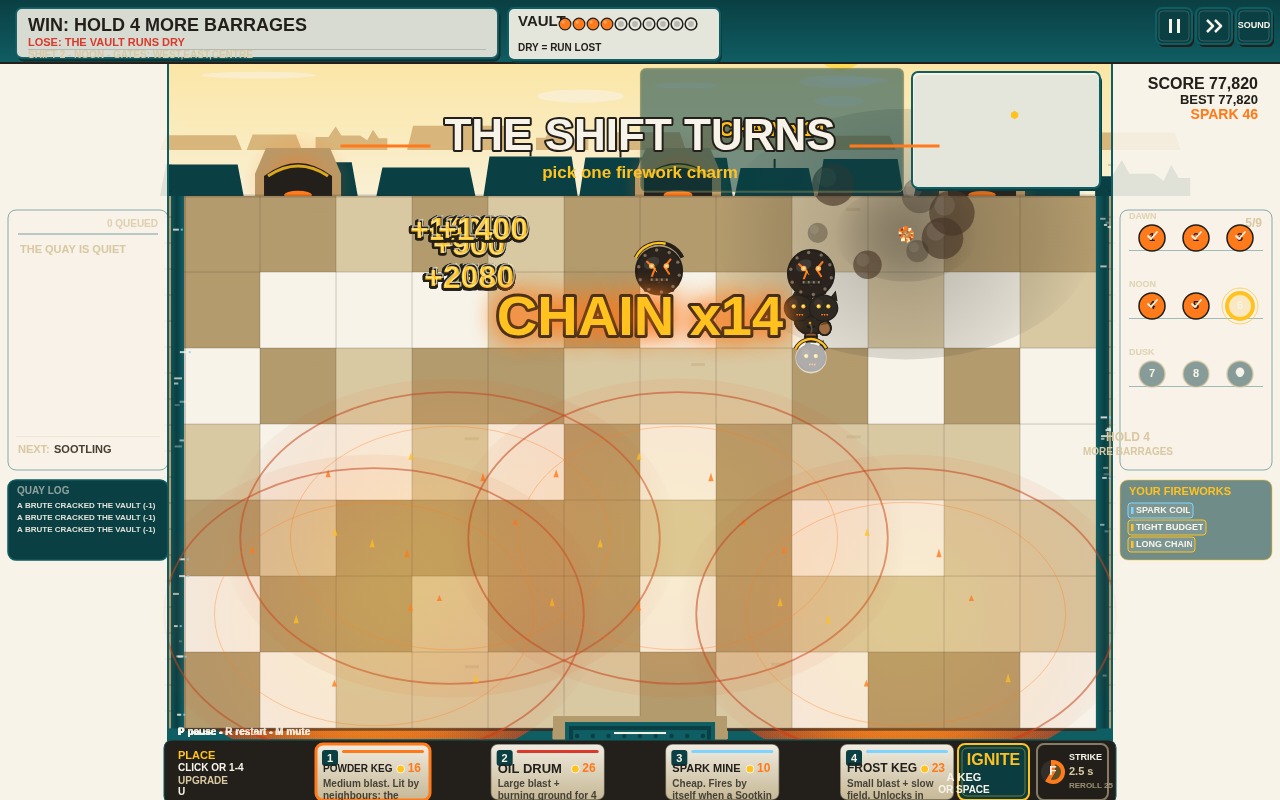 WIN: HOLD 4 MORE BARRAGES
LOSE: THE VAULT RUNS DRY
SHIFT 2 - NOON - GATES: WEST,EAST,CENTRE
VAULT
DRY = RUN LOST
SOUND
SCORE 77,820
BEST 77,820
SPARK 46
THE SHIFT TURNS
pick one firework charm
0 QUEUED
THE QUAY IS QUIET
NEXT: SOOTLING
QUAY LOG
A BRUTE CRACKED THE VAULT (-1)
A BRUTE CRACKED THE VAULT (-1)
A BRUTE CRACKED THE VAULT (-1)
+1400
+900
+2080
CHAIN x14
DAWN
5/9
NOON
DUSK
7 8
HOLD 4
MORE BARRAGES
YOUR FIREWORKS
SPARK COIL
TIGHT BUDGET
LONG CHAIN
P pause - R restart - M mute
PLACE
CLICK OR 1-4
UPGRADE
U
1
POWDER KEG 16
Medium blast. Lit by
neighbours: the
2
OIL DRUM 26
Large blast +
burning ground for 4
3
SPARK MINE 10
Cheap. Fires by
itself when a Sootkin
4
FROST KEG 23
Small blast + slow
field. Unlocks in
IGNITE
A KEG
OR SPACE
F
STRIKE
2.5 s
REROLL 25